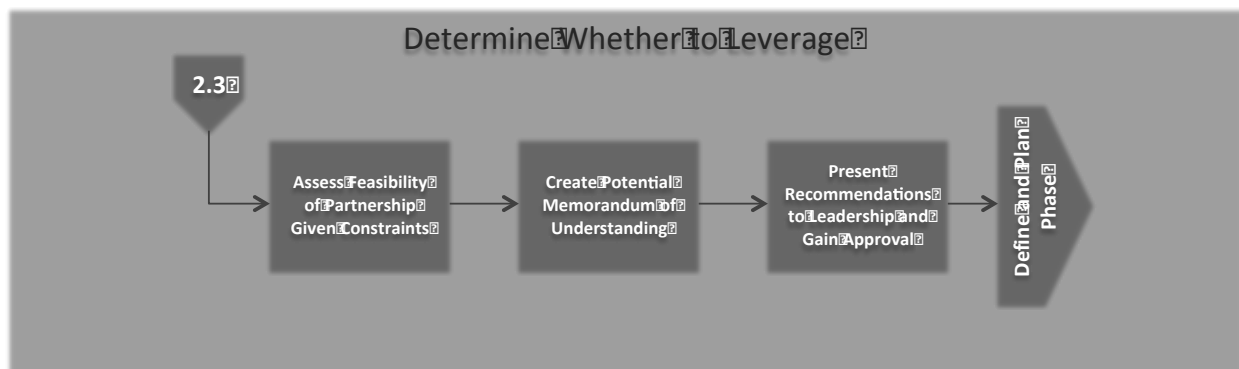 Determine Whether to Leverage
2.3
Assess Feasibility
of Partnership
Given Constraints
Create Potential
Memorandum of
Understanding
Present
Recommendations
to Leadership and
Gain Approval
Define and Plan
Phase